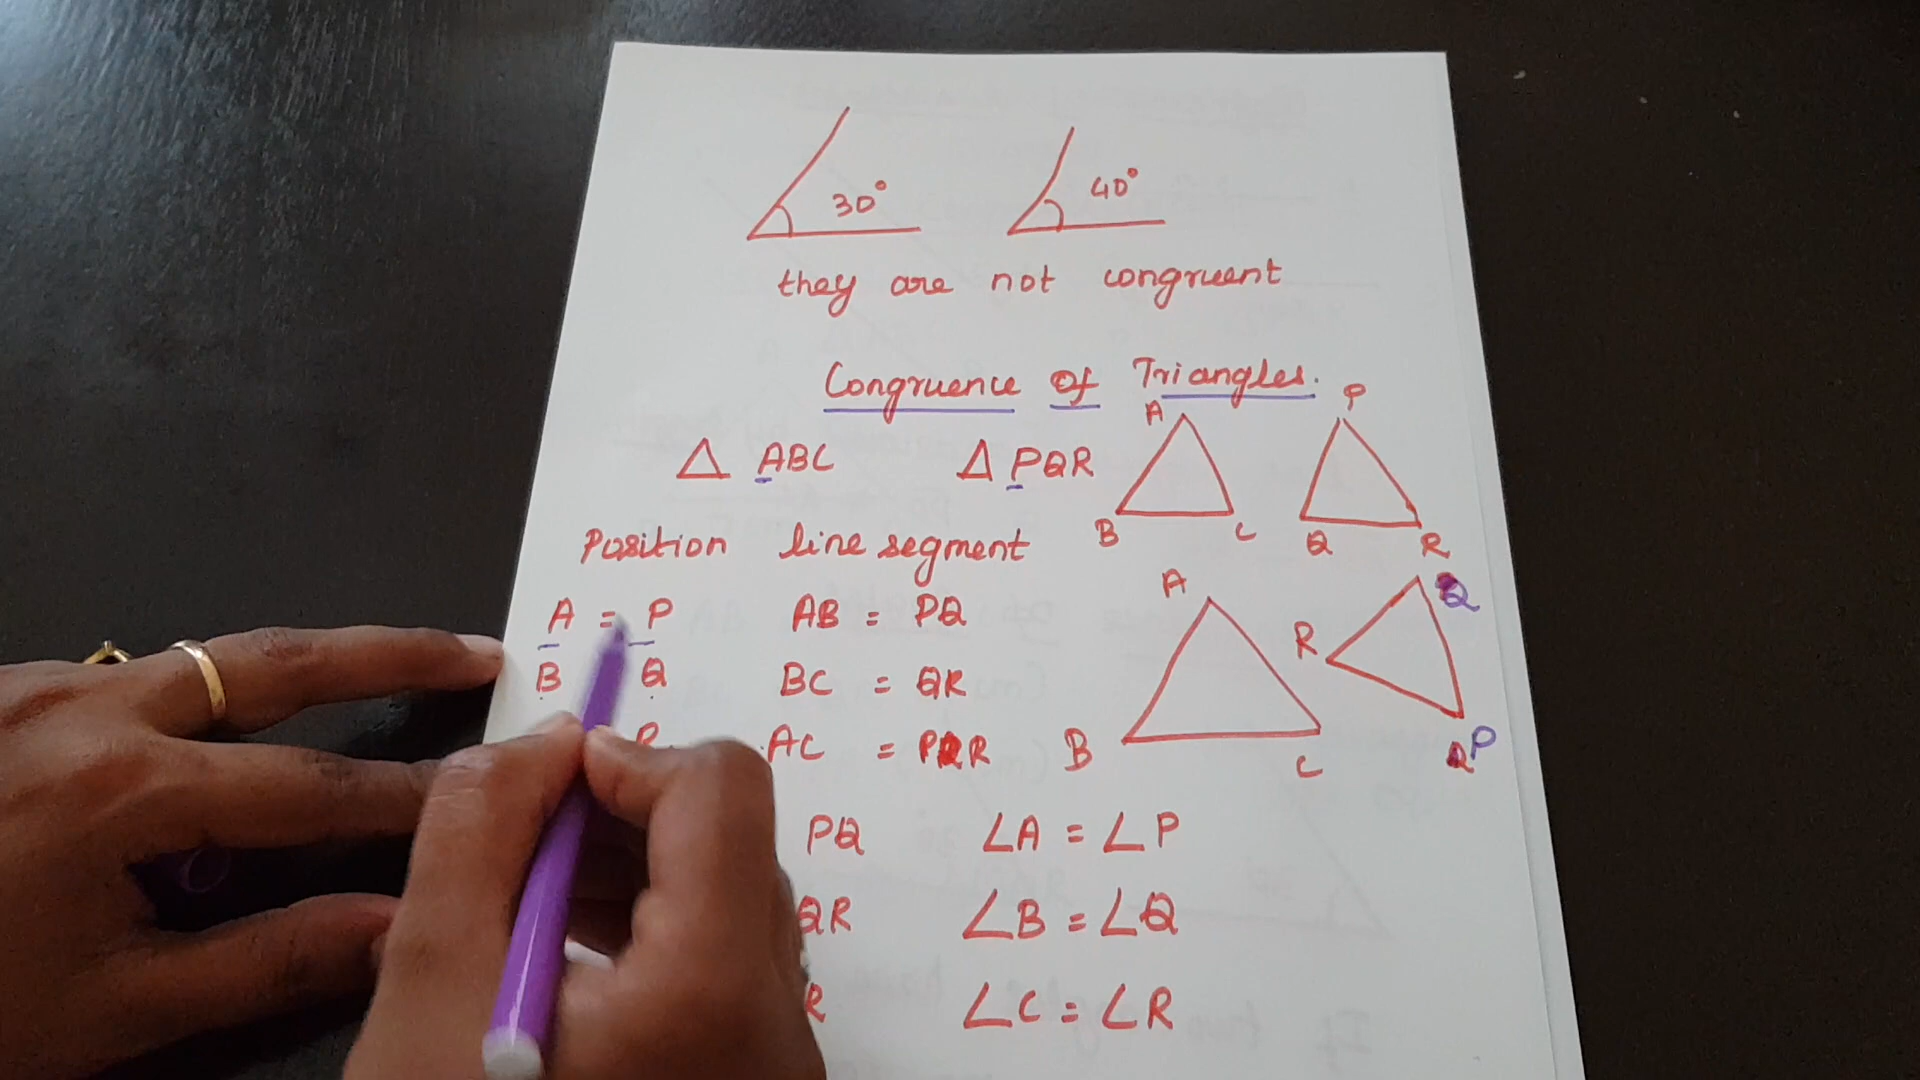 30° 40°
they are not congruent
Congruence of Triangles.
△ ABC △ PQR
A P
B C Q R
Position line segment
A = P AB = PQ
B Q BC = QR
R AC = PR
A Q
R
B C P
PQ ∠A = ∠P
QR ∠B = ∠Q
R ∠C = ∠R